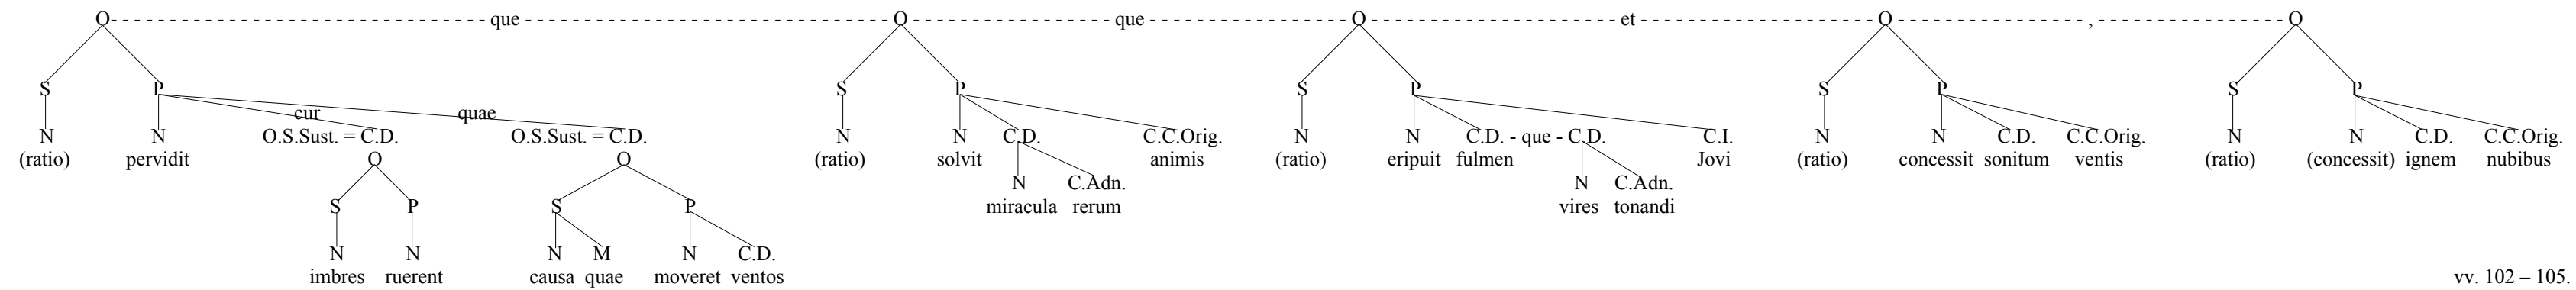 O que O que O et O , O
S P S P S P S P S P
cur quae
N N O.S.Sust. = C.D. O.S.Sust. = C.D. N N C.D. C.C.Orig. N N C.D. - que - C.D. C.I. N N C.D. C.C.Orig. N N C.D. C.C.Orig.
(ratio) pervidit O O (ratio) solvit animis (ratio) eripuit fulmen Jovi (ratio) concessit sonitum ventis (ratio) (concessit) ignem nubibus
N C.Adn. N C.Adn.
S P S P miracula rerum vires tonandi
N N N M N C.D.
imbres ruerent causa quae moveret ventos vv. 102 – 105.